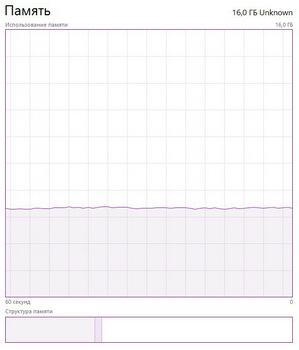 Память 16,0 ГБ Unknown
Использование памяти 16,0 ГБ
60 секунд 0
Структура памяти